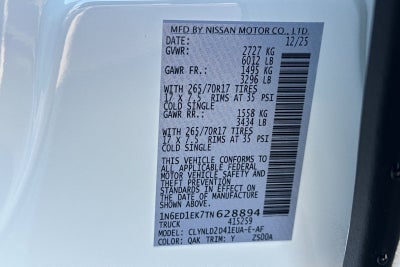 MFD BY NISSAN MOTOR CO., LTD.
DATE: 12/25
GVWR: 2727 KG
6012 LB
GAWR FR.: 1495 KG
3296 LB
WITH 265/70R17 TIRES
17 x 7.5, RIMS AT 35 PSI
COLD SINGLE
GAWR RR.: 1558 KG
3434 LB
WITH 265/70R17 TIRES
17 x 7.5, RIMS AT 35 PSI
COLD SINGLE
THIS VEHICLE CONFORMS TO
ALL APPLICABLE FEDERAL
MOTOR VEHICLE SAFETY AND
THEFT PREVENTION
STANDARDS IN EFFECT ON
THE DATE OF MANUFACTURE
SHOWN ABOVE.
1N6ED1EK7TN628894
TRUCK 415259
MODEL: CLYNLD2D41EUA-E-AF
COLOR: QAK TRIM: Y 25DDA